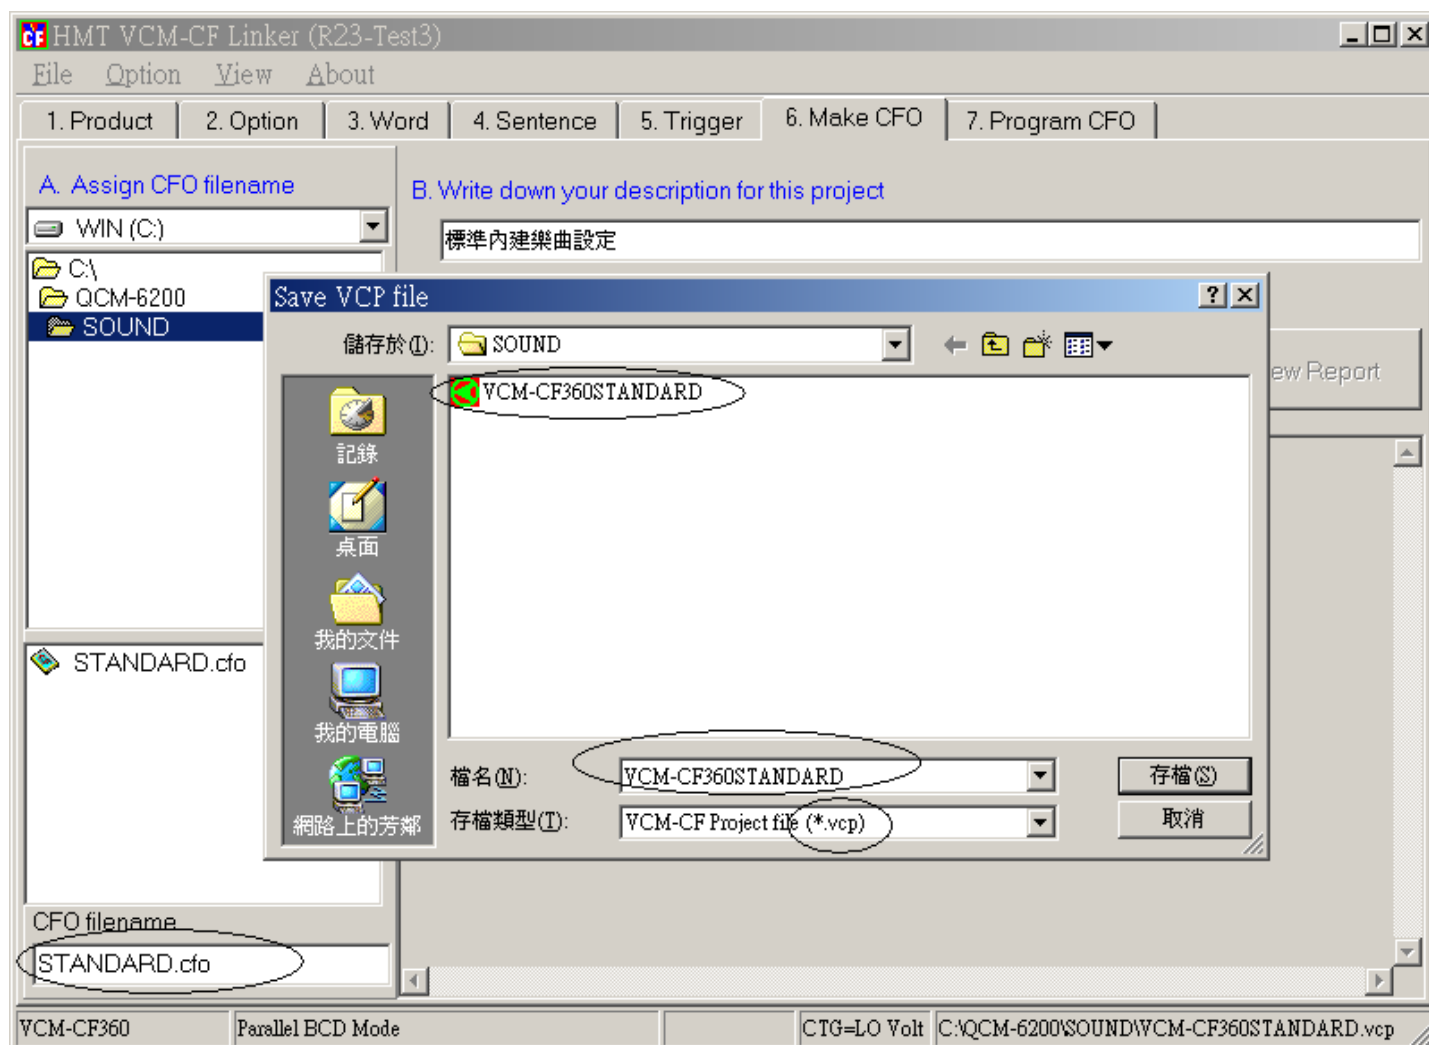 HMT VCM-CF Linker (R23-Test3)
File Option View About
1. Product 2. Option 3. Word 4. Sentence 5. Trigger 6. Make CFO 7. Program CFO
A. Assign CFO filename
WIN (C:)
C:\
QCM-6200
SOUND
STANDARD.cfo
CFO filename
STANDARD.cfo
B. Write down your description for this project
標準內建樂曲設定
ew Report
Save VCP file
儲存於(I): SOUND
VCM-CF360STANDARD
記錄
桌面
我的文件
我的電腦
網路上的芳鄰
檔名(N): VCM-CF360STANDARD 存檔(S)
存檔類型(T): VCM-CF Project file (*.vcp) 取消
VCM-CF360 Parallel BCD Mode CTG=LO Volt C:\QCM-6200\SOUND\VCM-CF360STANDARD.vcp